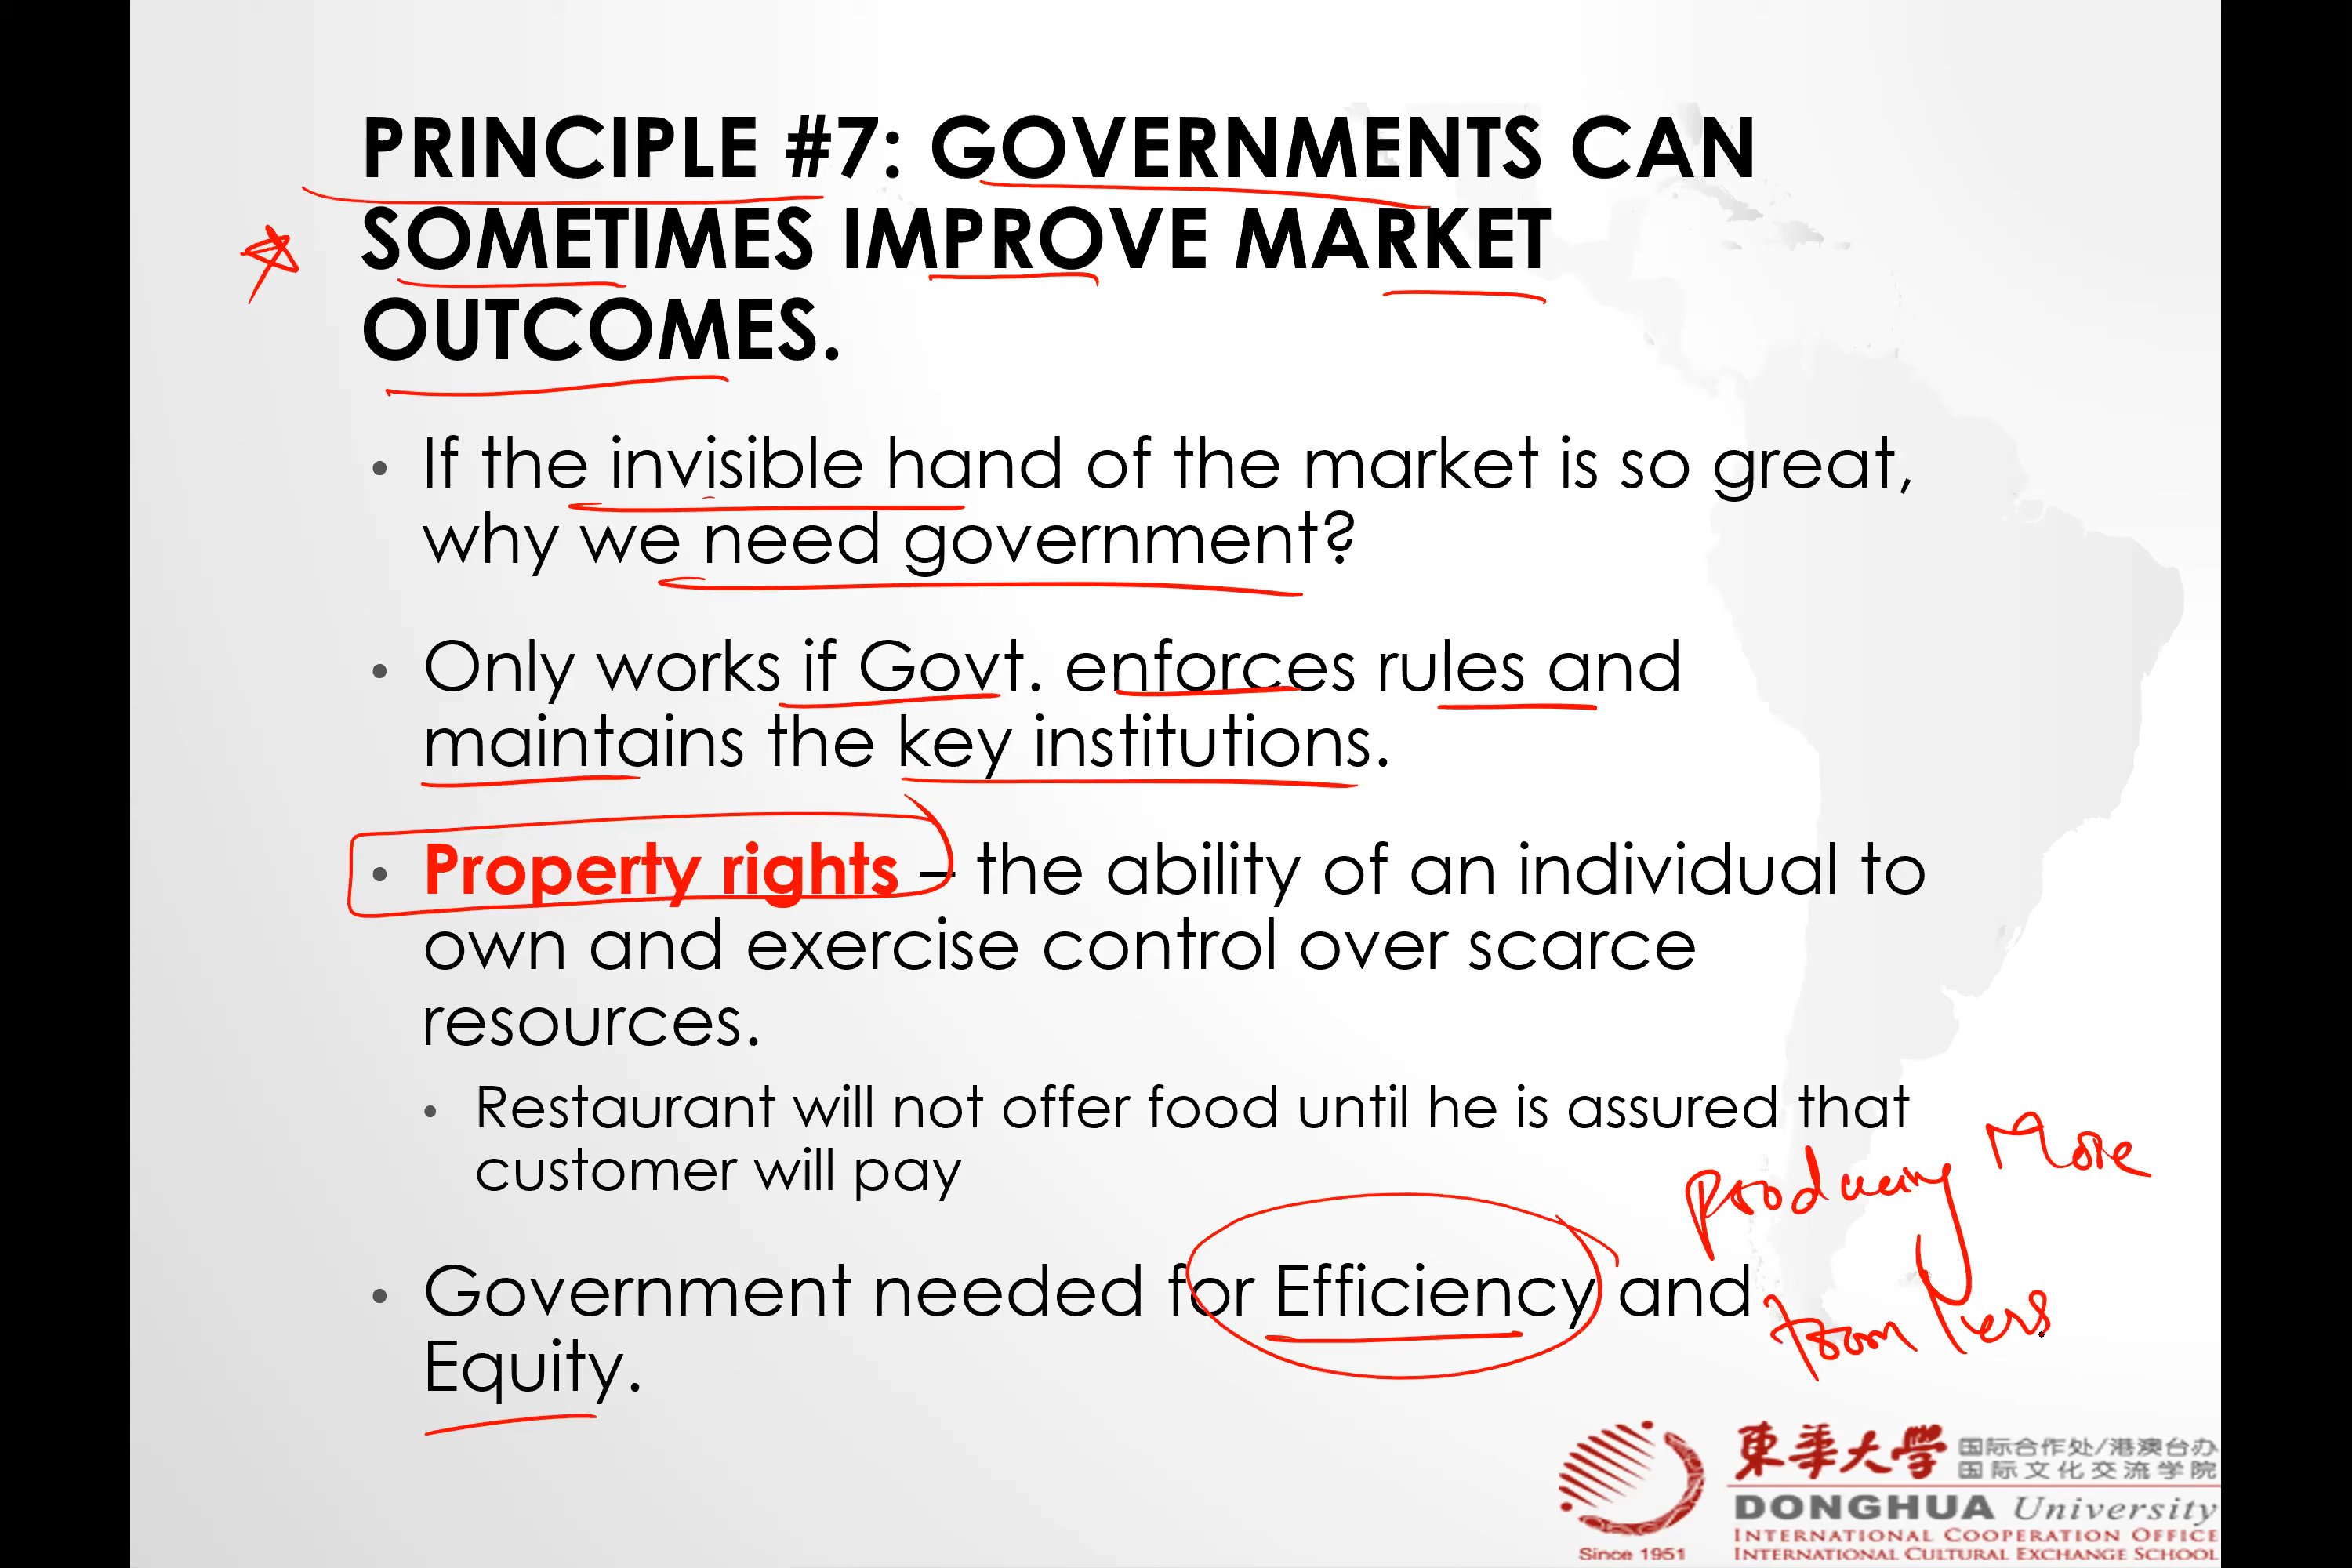 PRINCIPLE #7: GOVERNMENTS CAN
SOMETIMES IMPROVE MARKET
OUTCOMES.
• If the invisible hand of the market is so great,
why we need government?
• Only works if Govt. enforces rules and
maintains the key institutions.
• Property rights – the ability of an individual to
own and exercise control over scarce
resources.
• Restaurant will not offer food until he is assured that
customer will pay
Producing More
from less
• Government needed for Efficiency and
Equity.
東華大學 国际合作处/港澳台办
国际文化交流学院
DONGHUA University
INTERNATIONAL COOPERATION OFFICE
INTERNATIONAL CULTURAL EXCHANGE SCHOOL
Since 1951